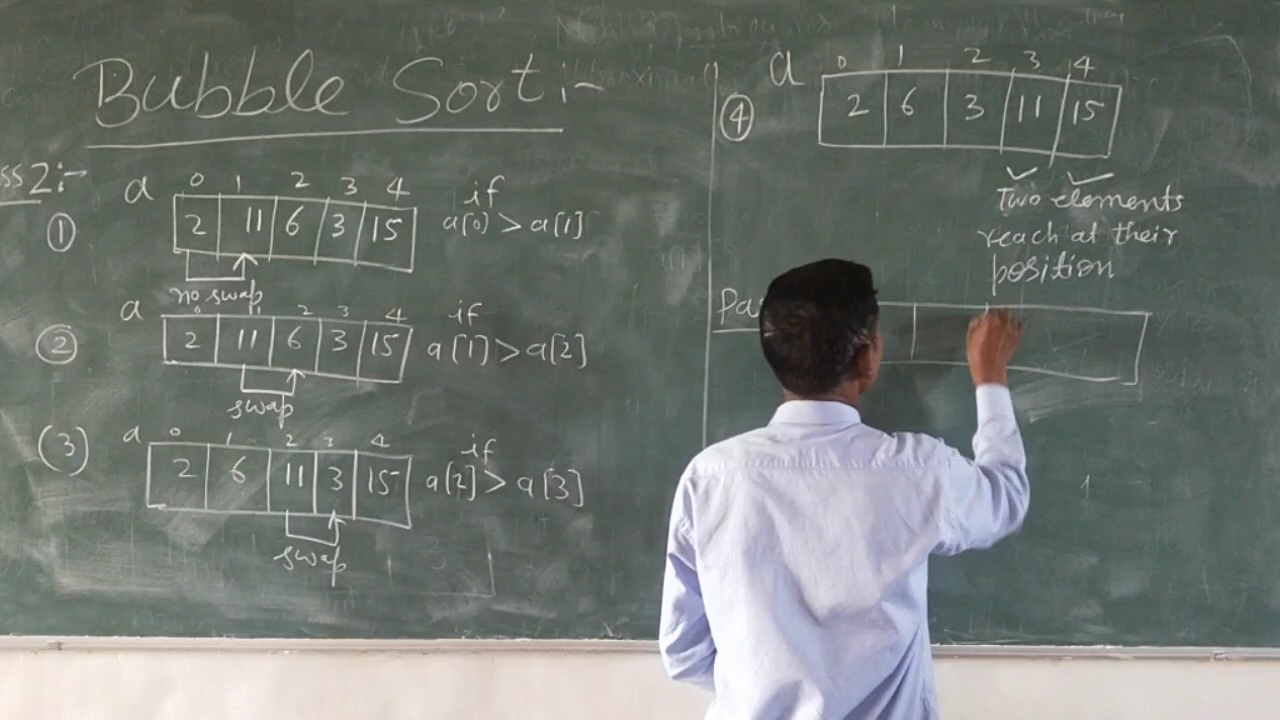 Bubble Sort:-
ss2:-
① a 0 1 2 3 4 if
2 11 6 3 15 a[0] > a[1]
no swap
② a 0 1 2 3 4 if
2 11 6 3 15 a[1] > a[2]
swap
(3) a 0 1 2 3 4 if
2 6 11 3 15 a[2] > a[3]
swap
④ a 0 1 2 3 4
2 6 3 11 15
Two elements
reach at their
position
Pa